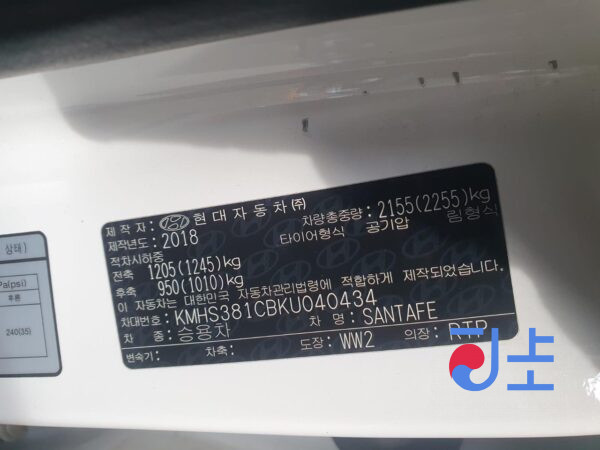 제 작 자: 현대자동차㈜
제작년도: 2018 차량총중량: 2155(2255)kg
적차시하중 타이어형식 공기압 림형식
전축 1205(1245)kg
후축 950(1010)kg
이 자동차는 대한민국 자동차관리법령에 적합하게 제작되었습니다.
차대번호: KMHS381CBKU040434
차 종: 승용차 차 명: SANTAFE
변속기: 차축: 도장: WW2 의장: RTP
상태)
Pa(psi)
후륜
240(35)